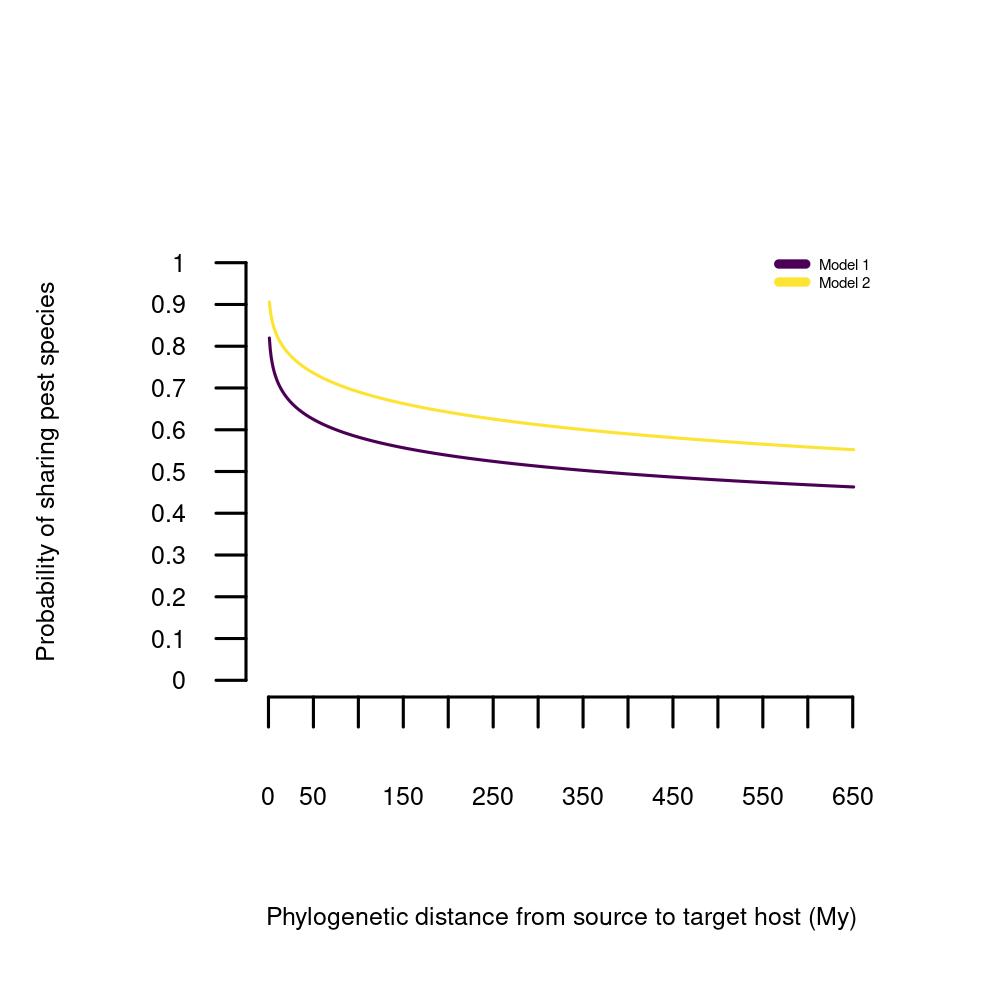 Model 1
Model 2
Probability of sharing pest species
1
0.9
0.8
0.7
0.6
0.5
0.4
0.3
0.2
0.1
0
0 50 150 250 350 450 550 650
Phylogenetic distance from source to target host (My)